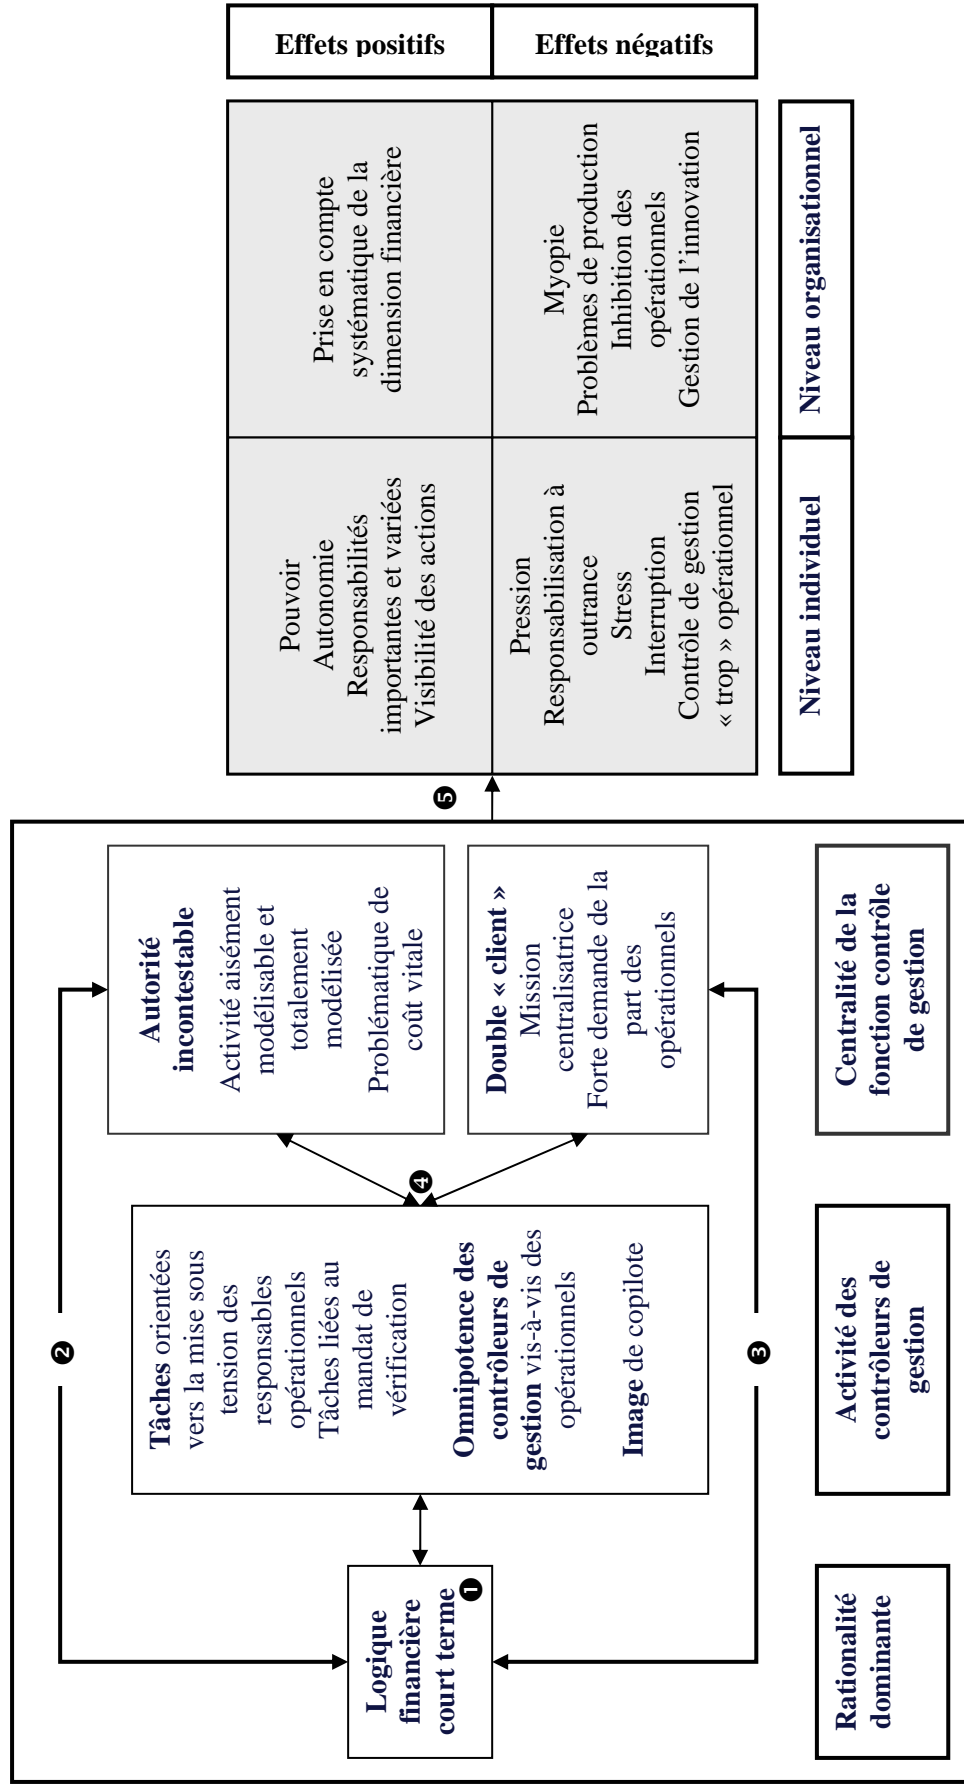 Logique
financière
court terme
❶
Rationalité
dominante
❷
❸
Tâches orientées
vers la mise sous
tension des
responsables
opérationnels
Tâches liées au
mandat de
vérification
Omnipotence des
contrôleurs de
gestion vis-à-vis des
opérationnels
Image de copilote
Activité des
contrôleurs de
gestion
❹
Autorité
incontestable
Activité aisément
modélisable et
totalement
modélisée
Problématique de
coût vitale
Double « client »
Mission
centralisatrice
Forte demande de la
part des
opérationnels
Centralité de la
fonction contrôle
de gestion
❺
Pouvoir
Autonomie
Responsabilités
importantes et variées
Visibilité des actions
Pression
Responsabilisation à
outrance
Stress
Interruption
Contrôle de gestion
« trop » opérationnel
Niveau individuel
Prise en compte
systématique de la
dimension financière
Myopie
Problèmes de production
Inhibition des
opérationnels
Gestion de l’innovation
Niveau organisationnel
Effets positifs
Effets négatifs